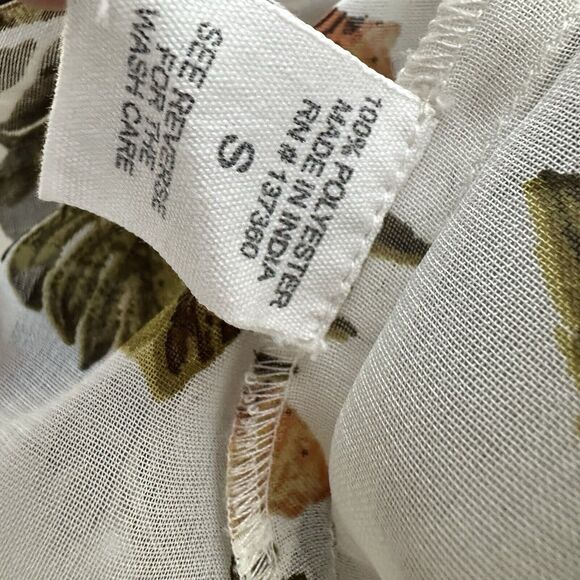 100% POLYESTER
MADE IN INDIA
RN # 137360
S
SEE REVERSE
FOR THE
WASH CARE